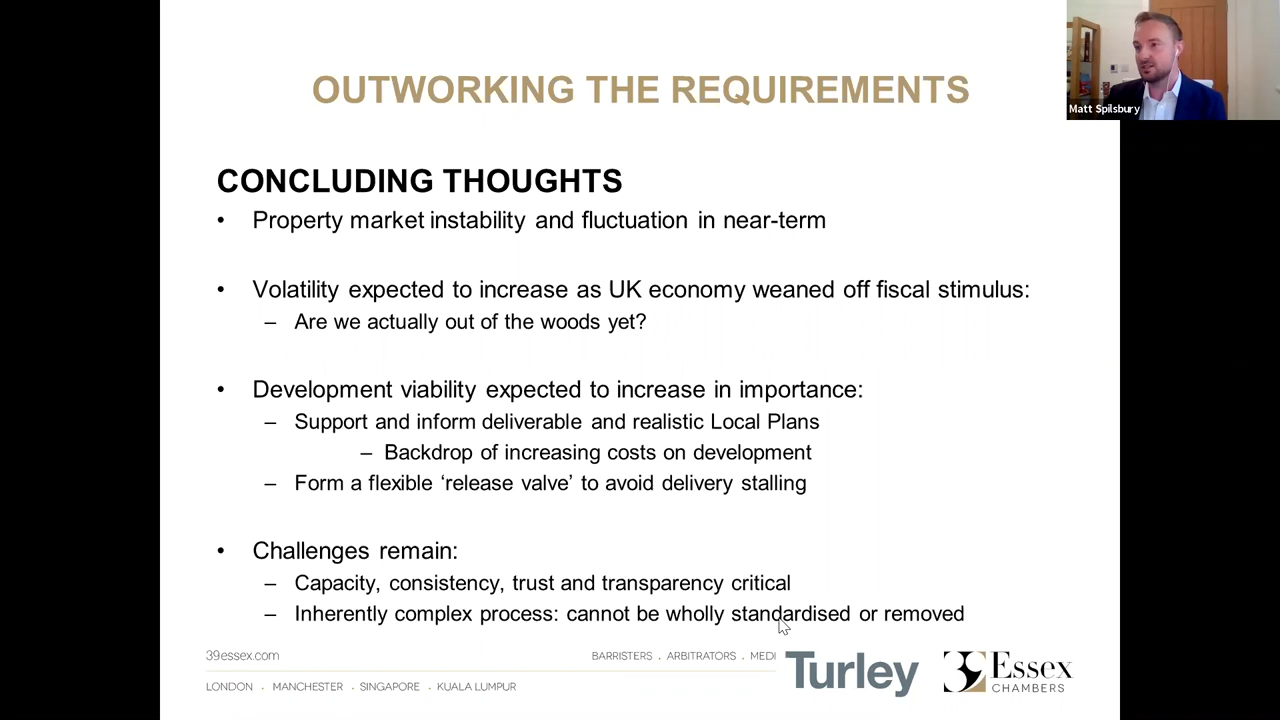 OUTWORKING THE REQUIREMENTS
Matt Spilsbury
CONCLUDING THOUGHTS
• Property market instability and fluctuation in near-term
• Volatility expected to increase as UK economy weaned off fiscal stimulus:
– Are we actually out of the woods yet?
• Development viability expected to increase in importance:
– Support and inform deliverable and realistic Local Plans
– Backdrop of increasing costs on development
– Form a flexible ‘release valve’ to avoid delivery stalling
• Challenges remain:
– Capacity, consistency, trust and transparency critical
– Inherently complex process: cannot be wholly standardised or removed
39essex.com
BARRISTERS . ARBITRATORS . MEDI
LONDON . MANCHESTER . SINGAPORE . KUALA LUMPUR
Turley
39 Essex
CHAMBERS